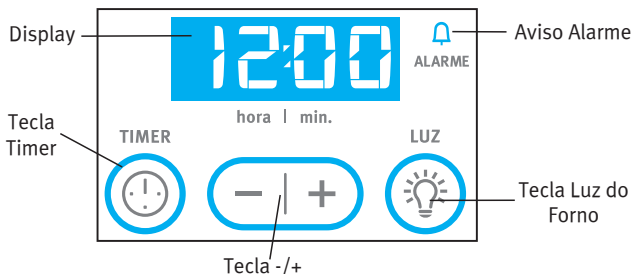 Display
12:00
Aviso Alarme
ALARME
hora | min.
Tecla
Timer
TIMER
LUZ
− | +
Tecla Luz do
Forno
Tecla -/+